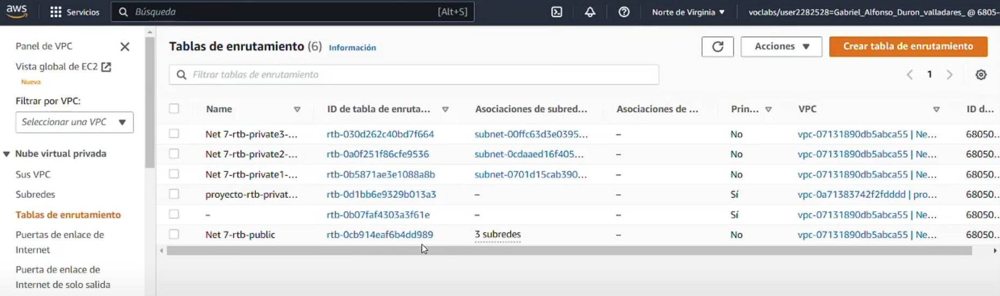 aws
Servicios
Búsqueda
[Alt+S]
Norte de Virginia
voclabs/user2282528=Gabriel_Alfonso_Duron_valladares_ @ 6805-
Panel de VPC
Vista global de EC2
Nueva
Filtrar por VPC:
Seleccionar una VPC
Nube virtual privada
Sus VPC
Subredes
Tablas de enrutamiento
Puertas de enlace de
Internet
Puerta de enlace de
Internet de solo salida
Tablas de enrutamiento (6) Información
Acciones
Crear tabla de enrutamiento
Filtrar tablas de enrutamiento
1
Name ID de tabla de enruta... Asociaciones de subred... Asociaciones de ... Prin... VPC ID d...
Net 7-rtb-private3-... rtb-030d262c40bd7f664 subnet-00ffc63d3e0395... – No vpc-07131890db5abca55 | Ne... 68050...
Net 7-rtb-private2-... rtb-0a0f251f86cfe9536 subnet-0cdaaed16f405... – No vpc-07131890db5abca55 | Ne... 68050...
Net 7-rtb-private1-... rtb-0b5871ae3e1088a8b subnet-0701d15cab390... – No vpc-07131890db5abca55 | Ne... 68050...
proyecto-rtb-privat... rtb-0d1bb6e9329b013a3 – – Sí vpc-0a71383742f2fdddd | pro... 68050...
– rtb-0b07faf4303a3f61e – – Sí vpc-07131890db5abca55 | Ne... 68050...
Net 7-rtb-public rtb-0cb914eaf6b4dd989 3 subredes – No vpc-07131890db5abca55 | Ne... 68050...